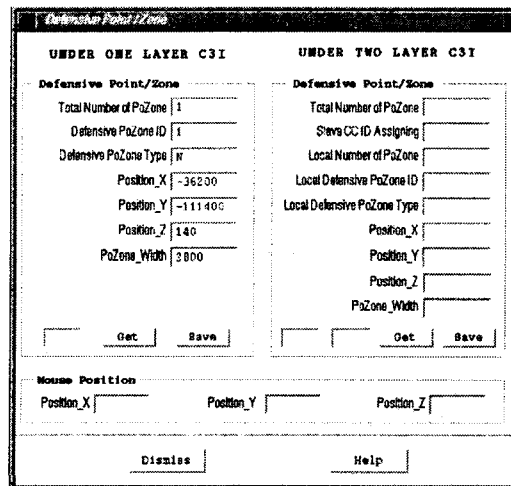 Defensive Point/Zone
UNDER ONE LAYER C3I
Defensive Point/Zone
Total Number of PoZone 1
Defensive PoZone ID 1
Defensive PoZone Type N
Position_X -36200
Position_Y -111400
Position_Z 140
PoZone_Width 3800
Get Save
UNDER TWO LAYER C3I
Defensive Point/Zone
Total Number of PoZone
Slave CC ID Assigning
Local Number of PoZone
Local Defensive PoZone ID
Local Defensive PoZone Type
Position_X
Position_Y
Position_Z
PoZone_Width
Get Save
Mouse Position
Position_X Position_Y Position_Z
Dismiss Help